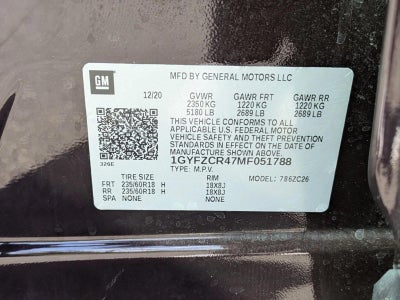 GM
MFD BY GENERAL MOTORS LLC
12/20 GVWR GAWR FRT GAWR RR
2350 KG 1220 KG 1220 KG
5180 LB 2689 LB 2689 LB
THIS VEHICLE CONFORMS TO ALL
APPLICABLE U.S. FEDERAL MOTOR
VEHICLE SAFETY AND THEFT PREVENTION
STANDARDS IN EFFECT ON THE DATE OF
MANUFACTURE SHOWN ABOVE.
1GYFZCR47MF051788
326E TYPE: M.P.V. MODEL: 786ZC26
TIRE SIZE RIM
FRT 235/60R18 H 18X8J
RR 235/60R18 H 18X8J
SPA NONE NONE